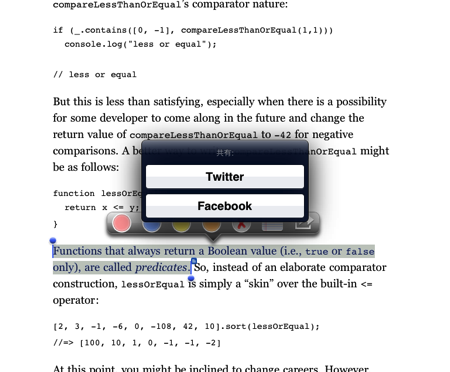 compareLessThanOrEqual's comparator nature:
if (_.contains([0, -1], compareLessThanOrEqual(1,1)))
console.log("less or equal");
// less or equal
But this is less than satisfying, especially when there is a possibility
for some developer to come along in the future and change the
return value of compareLessThanOrEqual to -42 for negative
comparisons. A be
nOrEqual might
be as follows:
共有:
Twitter
Facebook
function lessOrEq
return x <= y;
}
Functions that always return a Boolean value (i.e., true or false
only), are called predicates. So, instead of an elaborate comparator
construction, lessOrEqual is simply a “skin” over the built-in <=
operator:
[2, 3, -1, -6, 0, -108, 42, 10].sort(lessOrEqual);
//=> [100, 10, 1, 0, -1, -1, -2]
At this point, you might be inclined to change careers. However